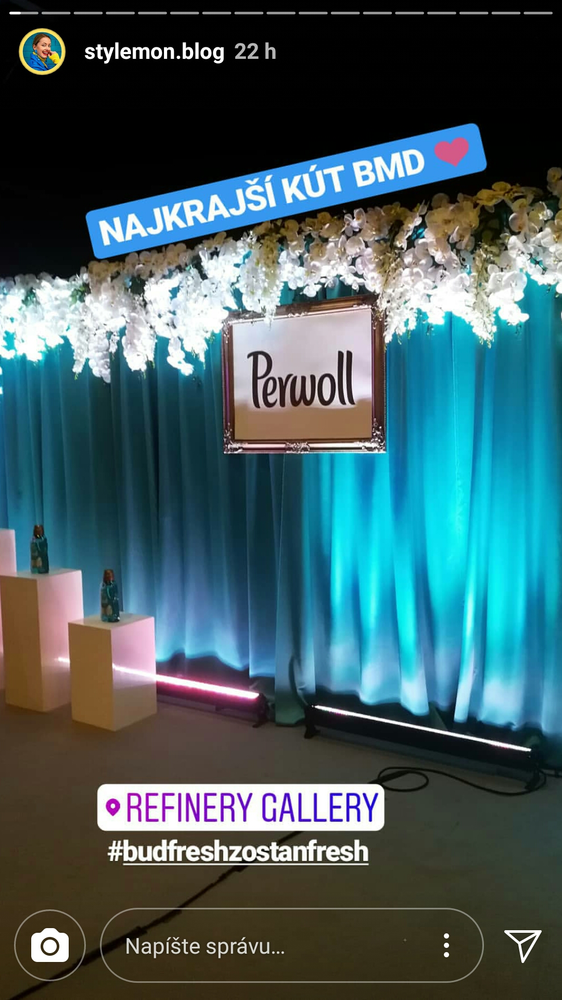 stylemon.blog 22 h
NAJKRAJŠÍ KÚT BMD
Perwoll
REFINERY GALLERY
#budfreshzostanfresh
Napíšte správu...